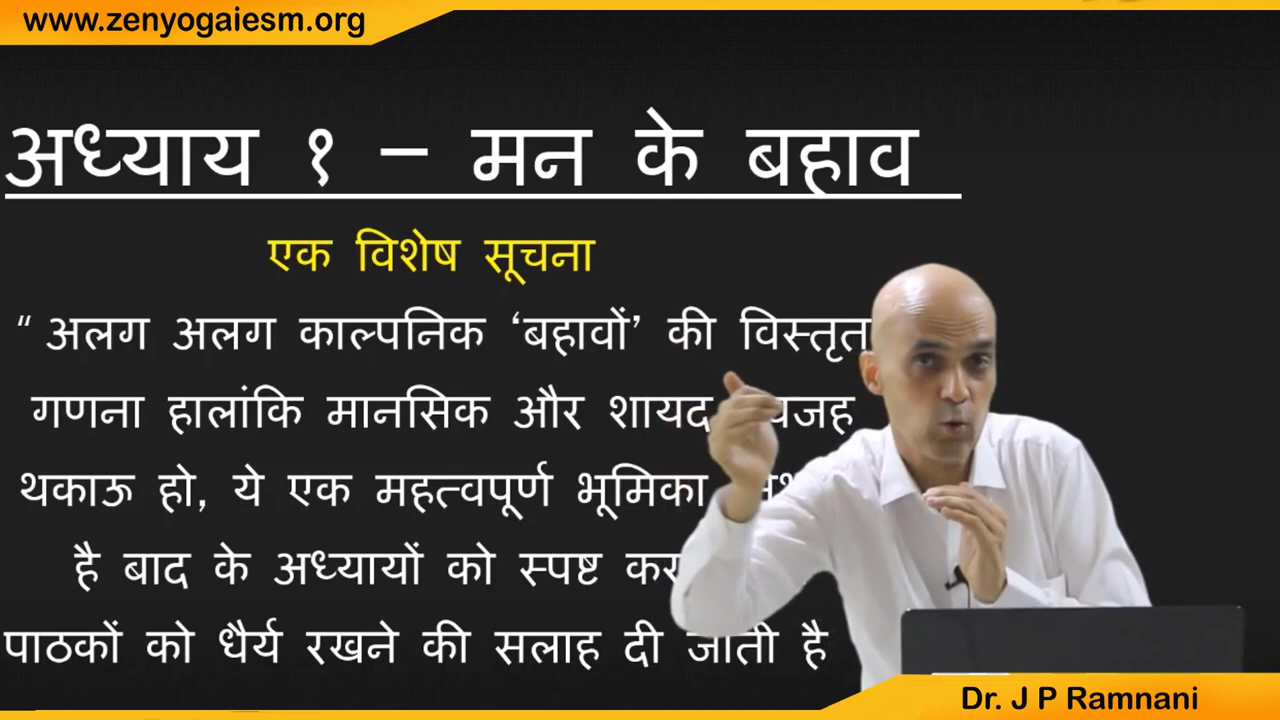 www.zenyogaiesm.org
अध्याय १ – मन के बहाव
एक विशेष सूचना
“ अलग अलग काल्पनिक ‘बहावों’ की विस्तृत
गणना हालांकि मानसिक और शायद
थकाऊ हो, ये एक महत्वपूर्ण भूमिका
है बाद के अध्यायों को स्पष्ट
पाठकों को धैर्य रखने की सलाह दी जाती है
Dr. J P Ramnani